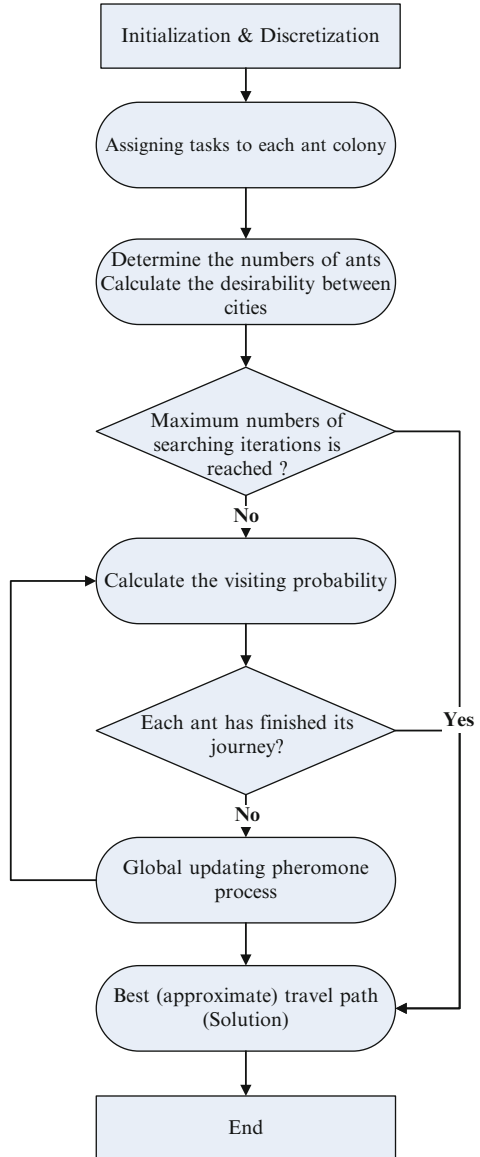 Initialization & Discretization
Assigning tasks to each ant colony
Determine the numbers of ants
Calculate the desirability between
cities
Maximum numbers of
searching iterations is
reached ?
No
Calculate the visiting probability
Each ant has finished its
journey?
Yes
No
Global updating pheromone
process
Best (approximate) travel path
(Solution)
End